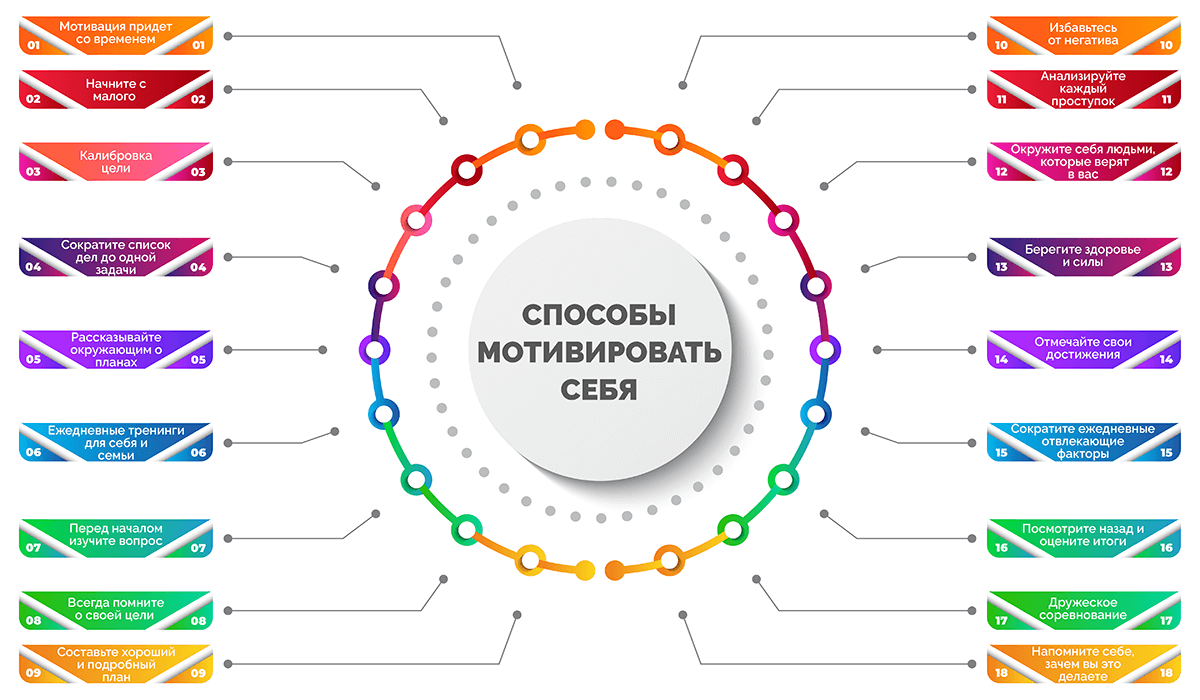 Мотивация придет
со временем
01 01
Начните с
малого
02 02
Калибровка
цели
03 03
Сократите список
дел до одной
задачи
04 04
Рассказывайте
окружающим о
планах
05 05
Ежедневные тренинги
для себя и
семьи
06 06
Перед началом
изучите вопрос
07 07
Всегда помните
о своей цели
08 08
Составьте хороший
и подробный
план
09 09
СПОСОБЫ
МОТИВИРОВАТЬ
СЕБЯ
Избавьтесь
от негатива
10 10
Анализируйте
каждый
проступок
11 11
Окружите себя людьми,
которые верят
в вас
12 12
Берегите здоровье
и силы
13 13
Отмечайте свои
достижения
14 14
Сократите ежедневные
отвлекающие
факторы
15 15
Посмотрите назад и
оцените итоги
16 16
Дружеское
соревнование
17 17
Напомните себе,
зачем вы это
делаете
18 18